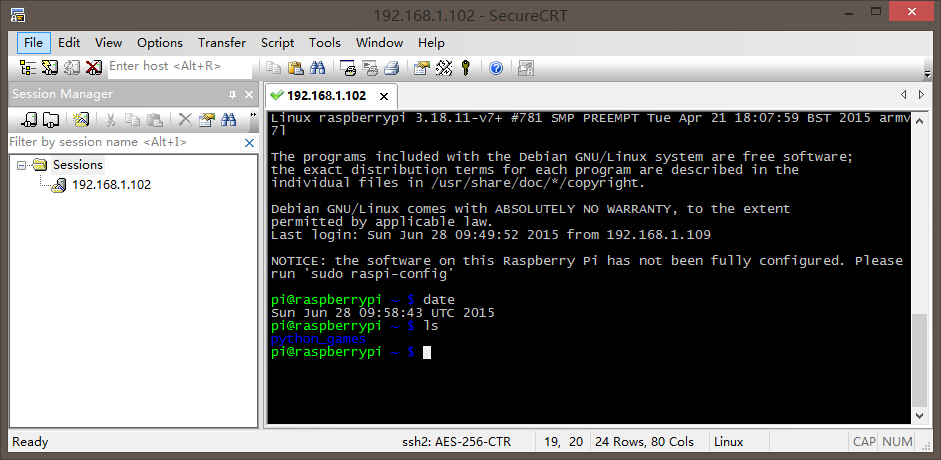 192.168.1.102 - SecureCRT
File Edit View Options Transfer Script Tools Window Help
Enter host <Alt+R>
Session Manager
192.168.1.102
Filter by session name <Alt+I>
Sessions
192.168.1.102
Linux raspberrypi 3.18.11-v7+ #781 SMP PREEMPT Tue Apr 21 18:07:59 BST 2015 armv
7l
The programs included with the Debian GNU/Linux system are free software;
the exact distribution terms for each program are described in the
individual files in /usr/share/doc/*/copyright.
Debian GNU/Linux comes with ABSOLUTELY NO WARRANTY, to the extent
permitted by applicable law.
Last login: Sun Jun 28 09:49:52 2015 from 192.168.1.109
NOTICE: the software on this Raspberry Pi has not been fully configured. Please
run 'sudo raspi-config'
pi@raspberrypi ~ $ date
Sun Jun 28 09:58:43 UTC 2015
pi@raspberrypi ~ $ ls
python_games
pi@raspberrypi ~ $
Ready
ssh2: AES-256-CTR
19, 20
24 Rows, 80 Cols
Linux
CAP NUM